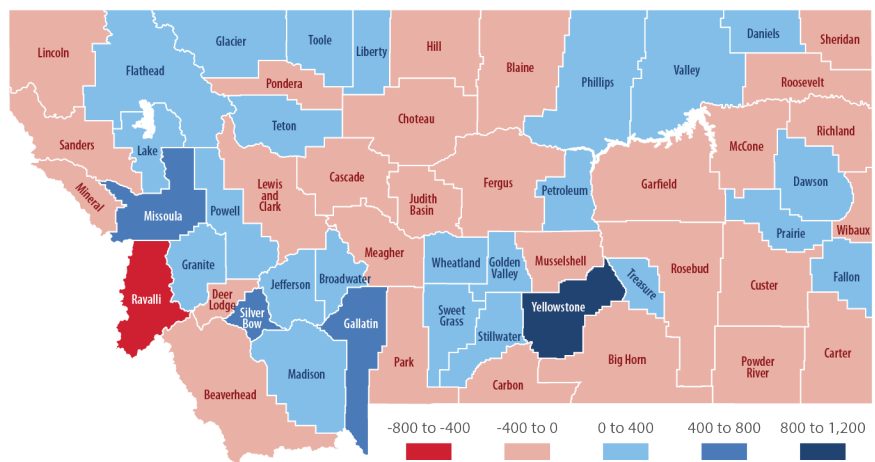 Lincoln
Flathead
Glacier
Toole
Liberty
Hill
Blaine
Phillips
Valley
Daniels
Sheridan
Roosevelt
Pondera
Teton
Choteau
Sanders
Lake
Mineral
Missoula
Powell
Lewis
and
Clark
Cascade
Judith
Basin
Fergus
Petroleum
Garfield
McCone
Richland
Dawson
Prairie
Wibaux
Granite
Ravalli
Deer
Lodge
Silver
Bow
Jefferson
Broadwater
Meagher
Wheatland
Golden
Valley
Musselshell
Treasure
Rosebud
Custer
Fallon
Gallatin
Sweet
Grass
Stillwater
Yellowstone
Beaverhead
Madison
Park
Carbon
Big Horn
Powder
River
Carter
-800 to -400
-400 to 0
0 to 400
400 to 800
800 to 1,200